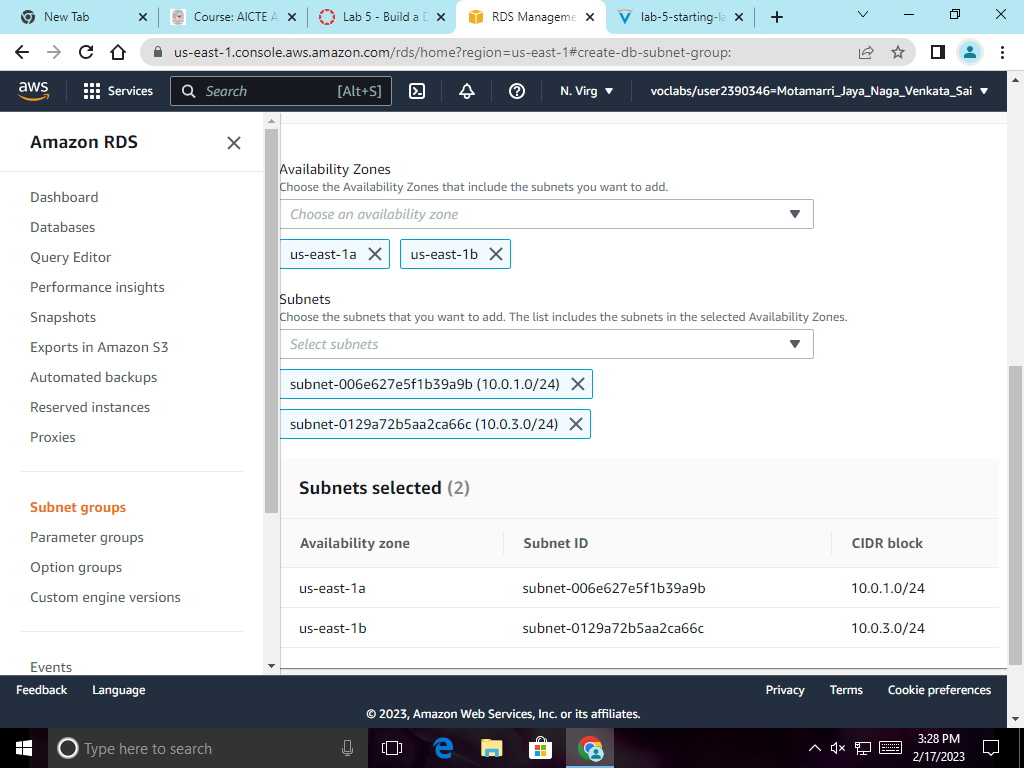 New Tab
Course: AICTE A
Lab 5 - Build a D
RDS Manageme
lab-5-starting-la
us-east-1.console.aws.amazon.com/rds/home?region=us-east-1#create-db-subnet-group:
aws
Services
Search
[Alt+S]
N. Virg
voclabs/user2390346=Motamarri_Jaya_Naga_Venkata_Sai
Amazon RDS
Dashboard
Databases
Query Editor
Performance insights
Snapshots
Exports in Amazon S3
Automated backups
Reserved instances
Proxies
Subnet groups
Parameter groups
Option groups
Custom engine versions
Events
Availability Zones
Choose the Availability Zones that include the subnets you want to add.
Choose an availability zone
us-east-1a
us-east-1b
Subnets
Choose the subnets that you want to add. The list includes the subnets in the selected Availability Zones.
Select subnets
subnet-006e627e5f1b39a9b (10.0.1.0/24)
subnet-0129a72b5aa2ca66c (10.0.3.0/24)
Subnets selected (2)
Availability zone Subnet ID CIDR block
us-east-1a subnet-006e627e5f1b39a9b 10.0.1.0/24
us-east-1b subnet-0129a72b5aa2ca66c 10.0.3.0/24
Feedback Language Privacy Terms Cookie preferences
© 2023, Amazon Web Services, Inc. or its affiliates.
Type here to search
3:28 PM
2/17/2023